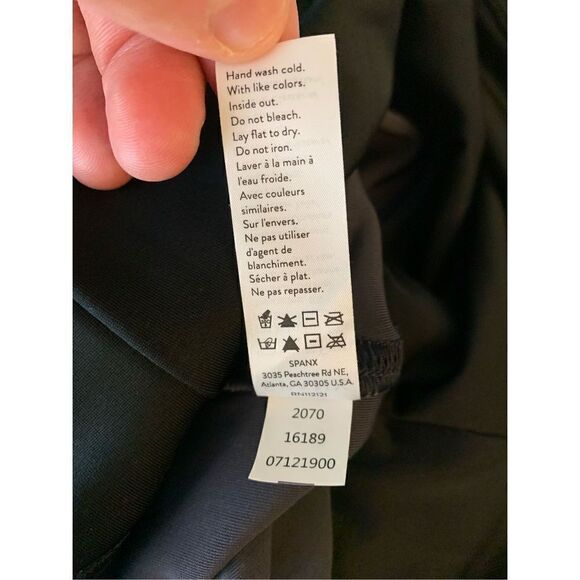 Hand wash cold.
With like colors.
Inside out.
Do not bleach.
Lay flat to dry.
Do not iron.
Laver à la main à
l'eau froide.
Avec couleurs
similaires.
Sur l'envers.
Ne pas utiliser
d'agent de
blanchiment.
Sécher à plat.
Ne pas repasser.
SPANX
3035 Peachtree Rd NE,
Atlanta, GA 30305 U.S.A.
RN112121
2070
16189
07121900